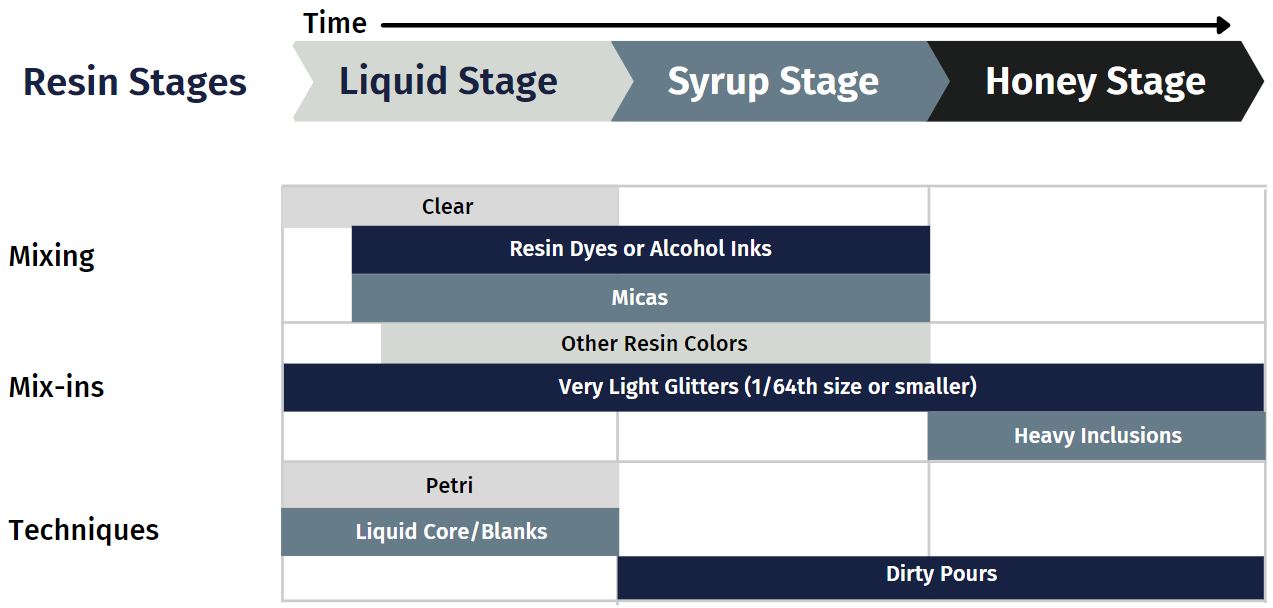 Time
Resin Stages
Liquid Stage
Syrup Stage
Honey Stage
Mixing
Clear
Resin Dyes or Alcohol Inks
Micas
Mix-ins
Other Resin Colors
Very Light Glitters (1/64th size or smaller)
Heavy Inclusions
Techniques
Petri
Liquid Core/Blanks
Dirty Pours